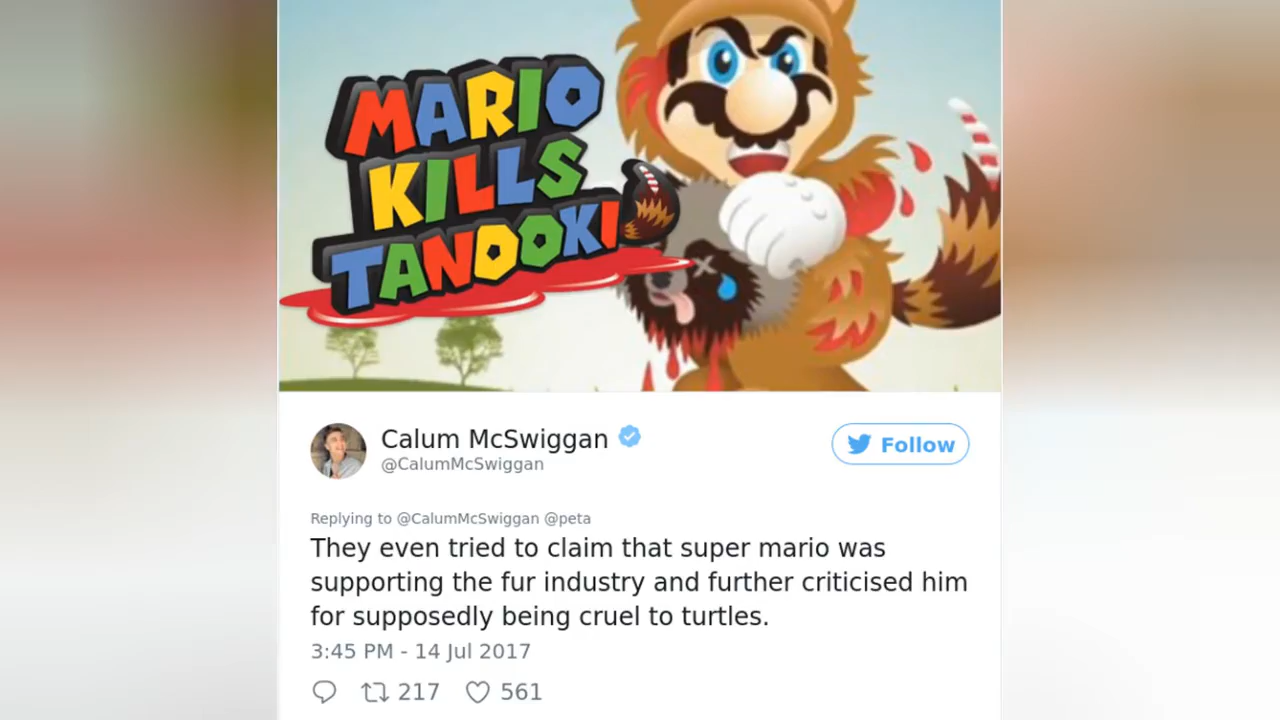 MARIO
KILLS
TANOOKI
Calum McSwiggan
@CalumMcSwiggan
Follow
Replying to @CalumMcSwiggan @peta
They even tried to claim that super mario was
supporting the fur industry and further criticised him
for supposedly being cruel to turtles.
3:45 PM - 14 Jul 2017
217 561